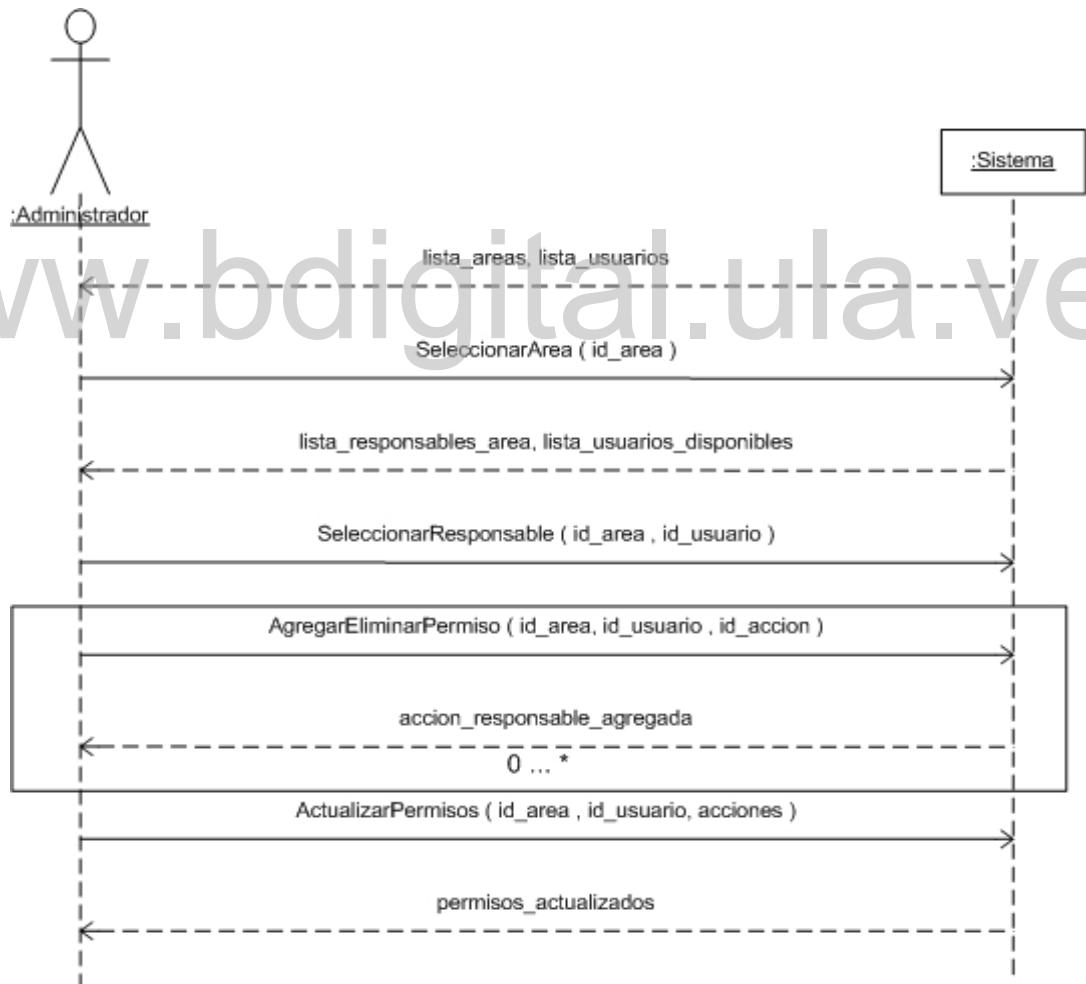 :Sistema
:Administrador
lista_areas, lista_usuarios
www.bdigital.ula.ve
SeleccionarArea ( id_area )
lista_responsables_area, lista_usuarios_disponibles
SeleccionarResponsable ( id_area , id_usuario )
AgregarEliminarPermiso ( id_area, id_usuario , id_accion )
accion_responsable_agregada
0 ... *
ActualizarPermisos ( id_area , id_usuario, acciones )
permisos_actualizados